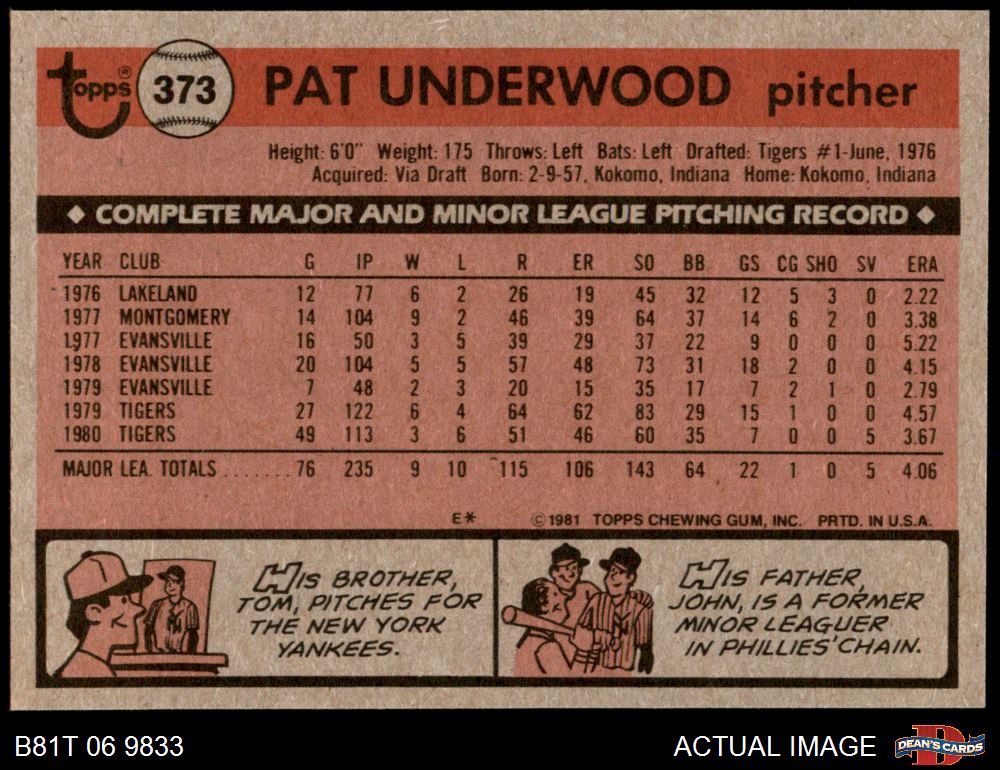 topps® 373 PAT UNDERWOOD pitcher
Height: 6'0" Weight: 175 Throws: Left Bats: Left Drafted: Tigers #1-June, 1976
Acquired: Via Draft Born: 2-9-57, Kokomo, Indiana Home: Kokomo, Indiana
◆ COMPLETE MAJOR AND MINOR LEAGUE PITCHING RECORD ◆
YEAR CLUB G IP W L R ER SO BB GS CG SHO SV ERA
1976 LAKELAND 12 77 6 2 26 19 45 32 12 5 3 0 2.22
1977 MONTGOMERY 14 104 9 2 46 39 64 37 14 6 2 0 3.38
1977 EVANSVILLE 16 50 3 5 39 29 37 22 9 0 0 0 5.22
1978 EVANSVILLE 20 104 5 5 57 48 73 31 18 2 0 0 4.15
1979 EVANSVILLE 7 48 2 3 20 15 35 17 7 2 1 0 2.79
1979 TIGERS 27 122 6 4 64 62 83 29 15 1 0 0 4.57
1980 TIGERS 49 113 3 6 51 46 60 35 7 0 0 5 3.67
MAJOR LEA. TOTALS ....... 76 235 9 10 115 106 143 64 22 1 0 5 4.06
E* © 1981 TOPPS CHEWING GUM, INC. PRTD. IN U.S.A.
HIS BROTHER,
TOM, PITCHES FOR
THE NEW YORK
YANKEES.
HIS FATHER,
JOHN, IS A FORMER
MINOR LEAGUER
IN PHILLIES' CHAIN.
B81T 06 9833 ACTUAL IMAGE DEAN'S CARDS